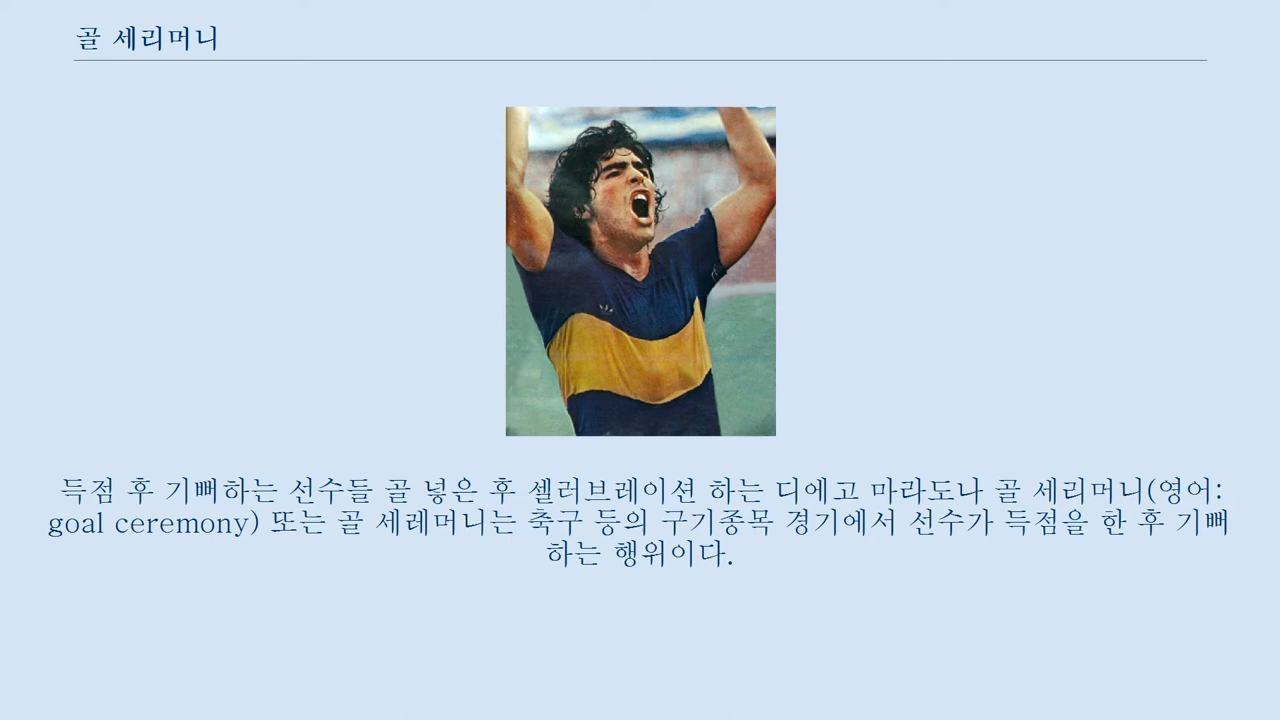 골 세리머니
득점 후 기뻐하는 선수들 골 넣은 후 셀러브레이션 하는 디에고 마라도나 골 세리머니(영어:
goal ceremony) 또는 골 세레머니는 축구 등의 구기종목 경기에서 선수가 득점을 한 후 기뻐
하는 행위이다.